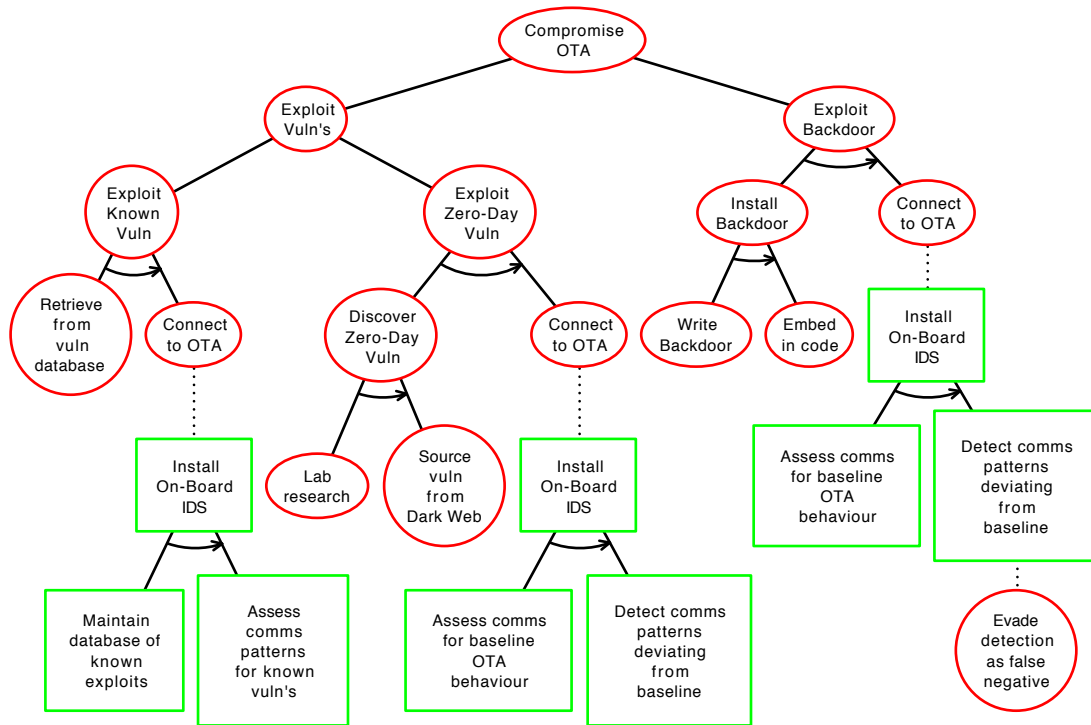 Compromise
OTA
Exploit
Vuln's
Exploit
Backdoor
Exploit
Known
Vuln
Exploit
Zero-Day
Vuln
Install
Backdoor
Connect
to OTA
Retrieve
from
vuln
database
Connect
to OTA
Discover
Zero-Day
Vuln
Connect
to OTA
Write
Backdoor
Embed
in code
Install
On-Board
IDS
Install
On-Board
IDS
Lab
research
Source
vuln
from
Dark Web
Install
On-Board
IDS
Assess comms
for baseline
OTA
behaviour
Detect comms
patterns
deviating
from
baseline
Maintain
database of
known
exploits
Assess
comms
patterns
for known
vuln's
Assess comms
for baseline
OTA
behaviour
Detect comms
patterns
deviating
from
baseline
Evade
detection
as false
negative